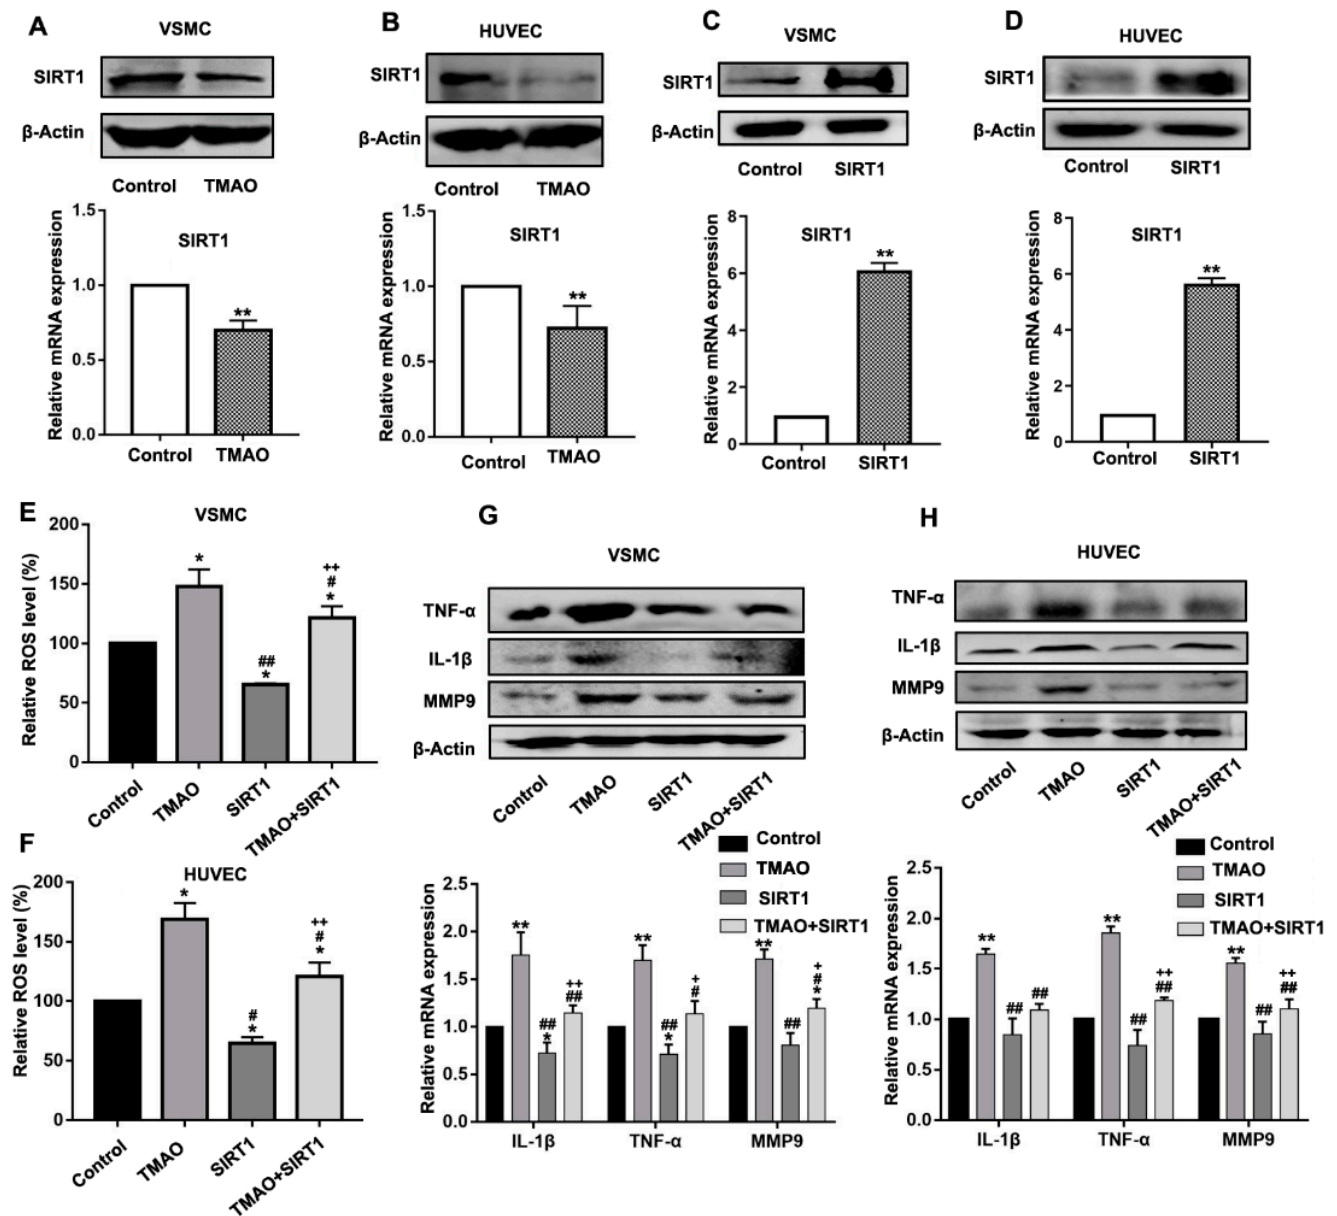 A
VSMC
SIRT1
β-Actin
Control TMAO
Relative mRNA expression
1.5
1.0
0.5
0.0
SIRT1
**
Control TMAO
B
HUVEC
SIRT1
β-Actin
Control TMAO
Relative mRNA expression
1.5
1.0
0.5
0.0
SIRT1
**
Control TMAO
C
VSMC
SIRT1
β-Actin
Control SIRT1
Relative mRNA expression
8
6
4
2
0
SIRT1
**
Control SIRT1
D
HUVEC
SIRT1
β-Actin
Control SIRT1
Relative mRNA expression
8
6
4
2
0
SIRT1
**
Control SIRT1
E
VSMC
Relative ROS level (%)
200
150
100
50
0
*
##
*
++
#
*
Control
TMAO
SIRT1
TMAO+SIRT1
F
HUVEC
Relative ROS level (%)
200
150
100
50
0
*
#
*
++
#
*
Control
TMAO
SIRT1
TMAO+SIRT1
G
VSMC
TNF-α
IL-1β
MMP9
β-Actin
Control
TMAO
SIRT1
TMAO+SIRT1
Control
TMAO
SIRT1
TMAO+SIRT1
Relative mRNA expression
2.5
2.0
1.5
1.0
0.5
0.0
**
##
*
++
##
**
##
*
+
#
**
##
+
#
*
IL-1β TNF-α MMP9
H
HUVEC
TNF-α
IL-1β
MMP9
β-Actin
Control
TMAO
SIRT1
TMAO+SIRT1
Control
TMAO
SIRT1
TMAO+SIRT1
Relative mRNA expression
2.5
2.0
1.5
1.0
0.5
0.0
**
##
##
**
##
++
##
**
##
++
##
IL-1β TNF-α MMP9